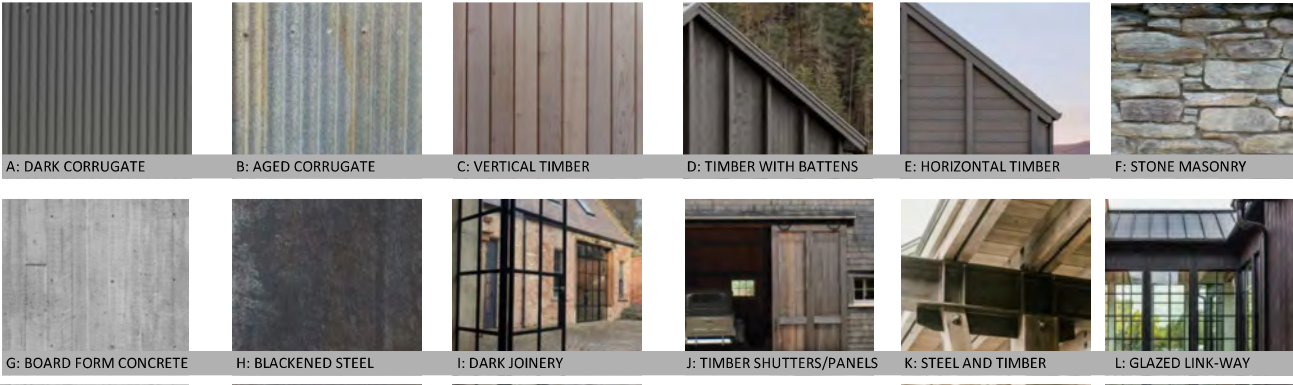 A: DARK CORRUGATE
B: AGED CORRUGATE
C: VERTICAL TIMBER
D: TIMBER WITH BATTENS
E: HORIZONTAL TIMBER
F: STONE MASONRY
G: BOARD FORM CONCRETE
H: BLACKENED STEEL
I: DARK JOINERY
J: TIMBER SHUTTERS/PANELS
K: STEEL AND TIMBER
L: GLAZED LINK-WAY